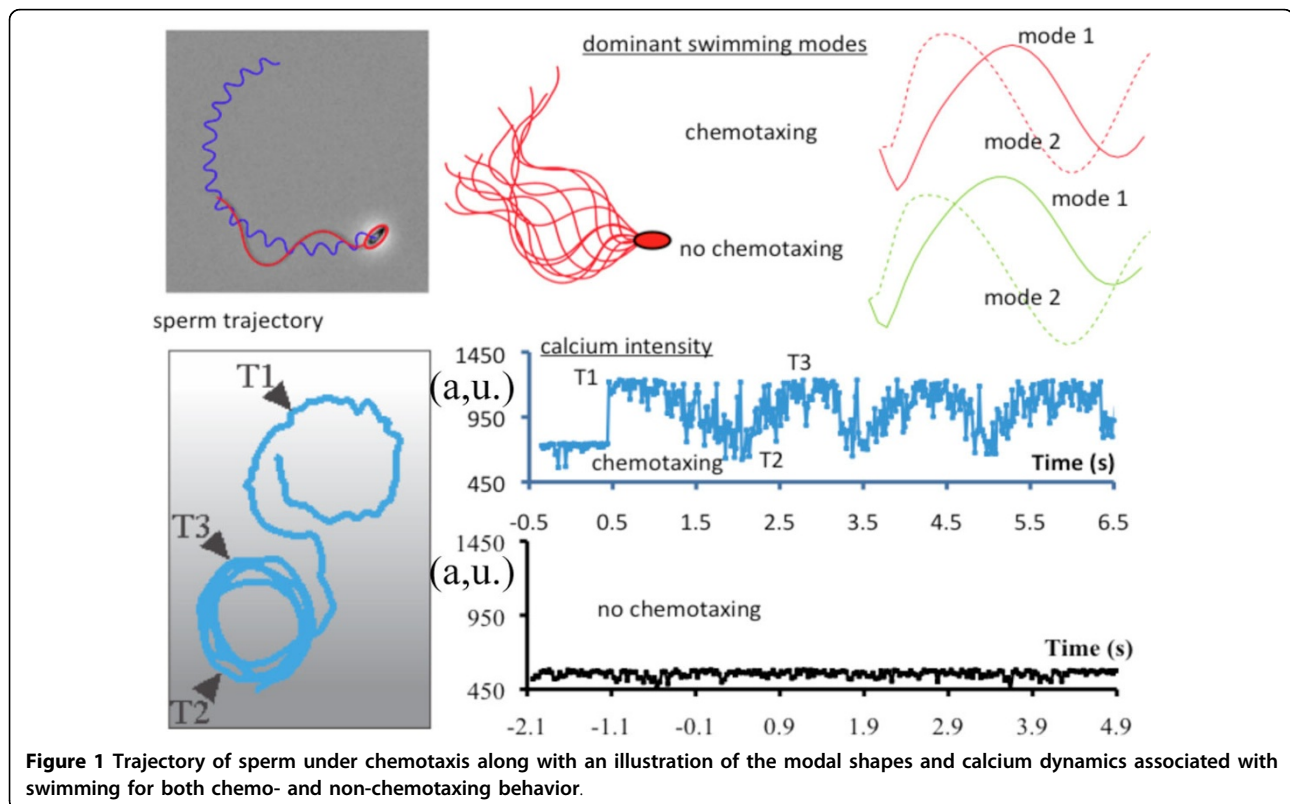 dominant swimming modes
mode 1
chemotaxing
mode 2
mode 1
no chemotaxing
mode 2
sperm trajectory
T1
T3
T2
calcium intensity
1450
(a,u.)
950
450
T1
T3
chemotaxing
T2
Time (s)
-0.5 0.5 1.5 2.5 3.5 4.5 5.5 6.5
1450
(a,u.)
950
450
no chemotaxing
Time (s)
-2.1 -1.1 -0.1 0.9 1.9 2.9 3.9 4.9
Figure 1 Trajectory of sperm under chemotaxis along with an illustration of the modal shapes and calcium dynamics associated with
swimming for both chemo- and non-chemotaxing behavior.